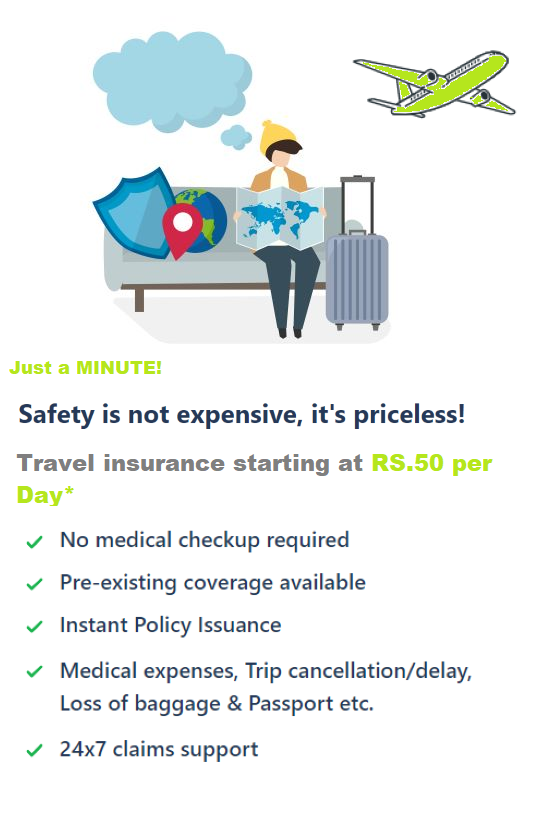 Just a MINUTE!
Safety is not expensive, it's priceless!
Travel insurance starting at RS.50 per
Day*
No medical checkup required
Pre-existing coverage available
Instant Policy Issuance
Medical expenses, Trip cancellation/delay,
Loss of baggage & Passport etc.
24x7 claims support